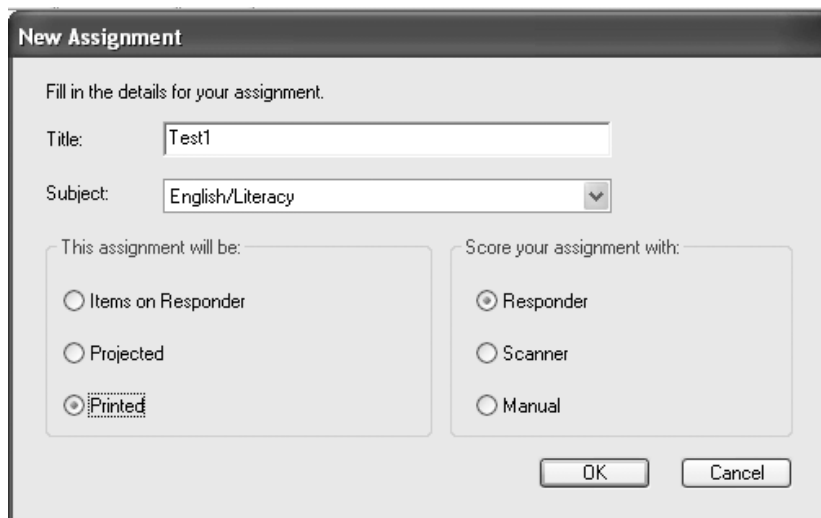 New Assignment
Fill in the details for your assignment.
Title: Test1
Subject: English/Literacy
This assignment will be: Score your assignment with:
Items on Responder Responder
Projected Scanner
Printed Manual
OK Cancel